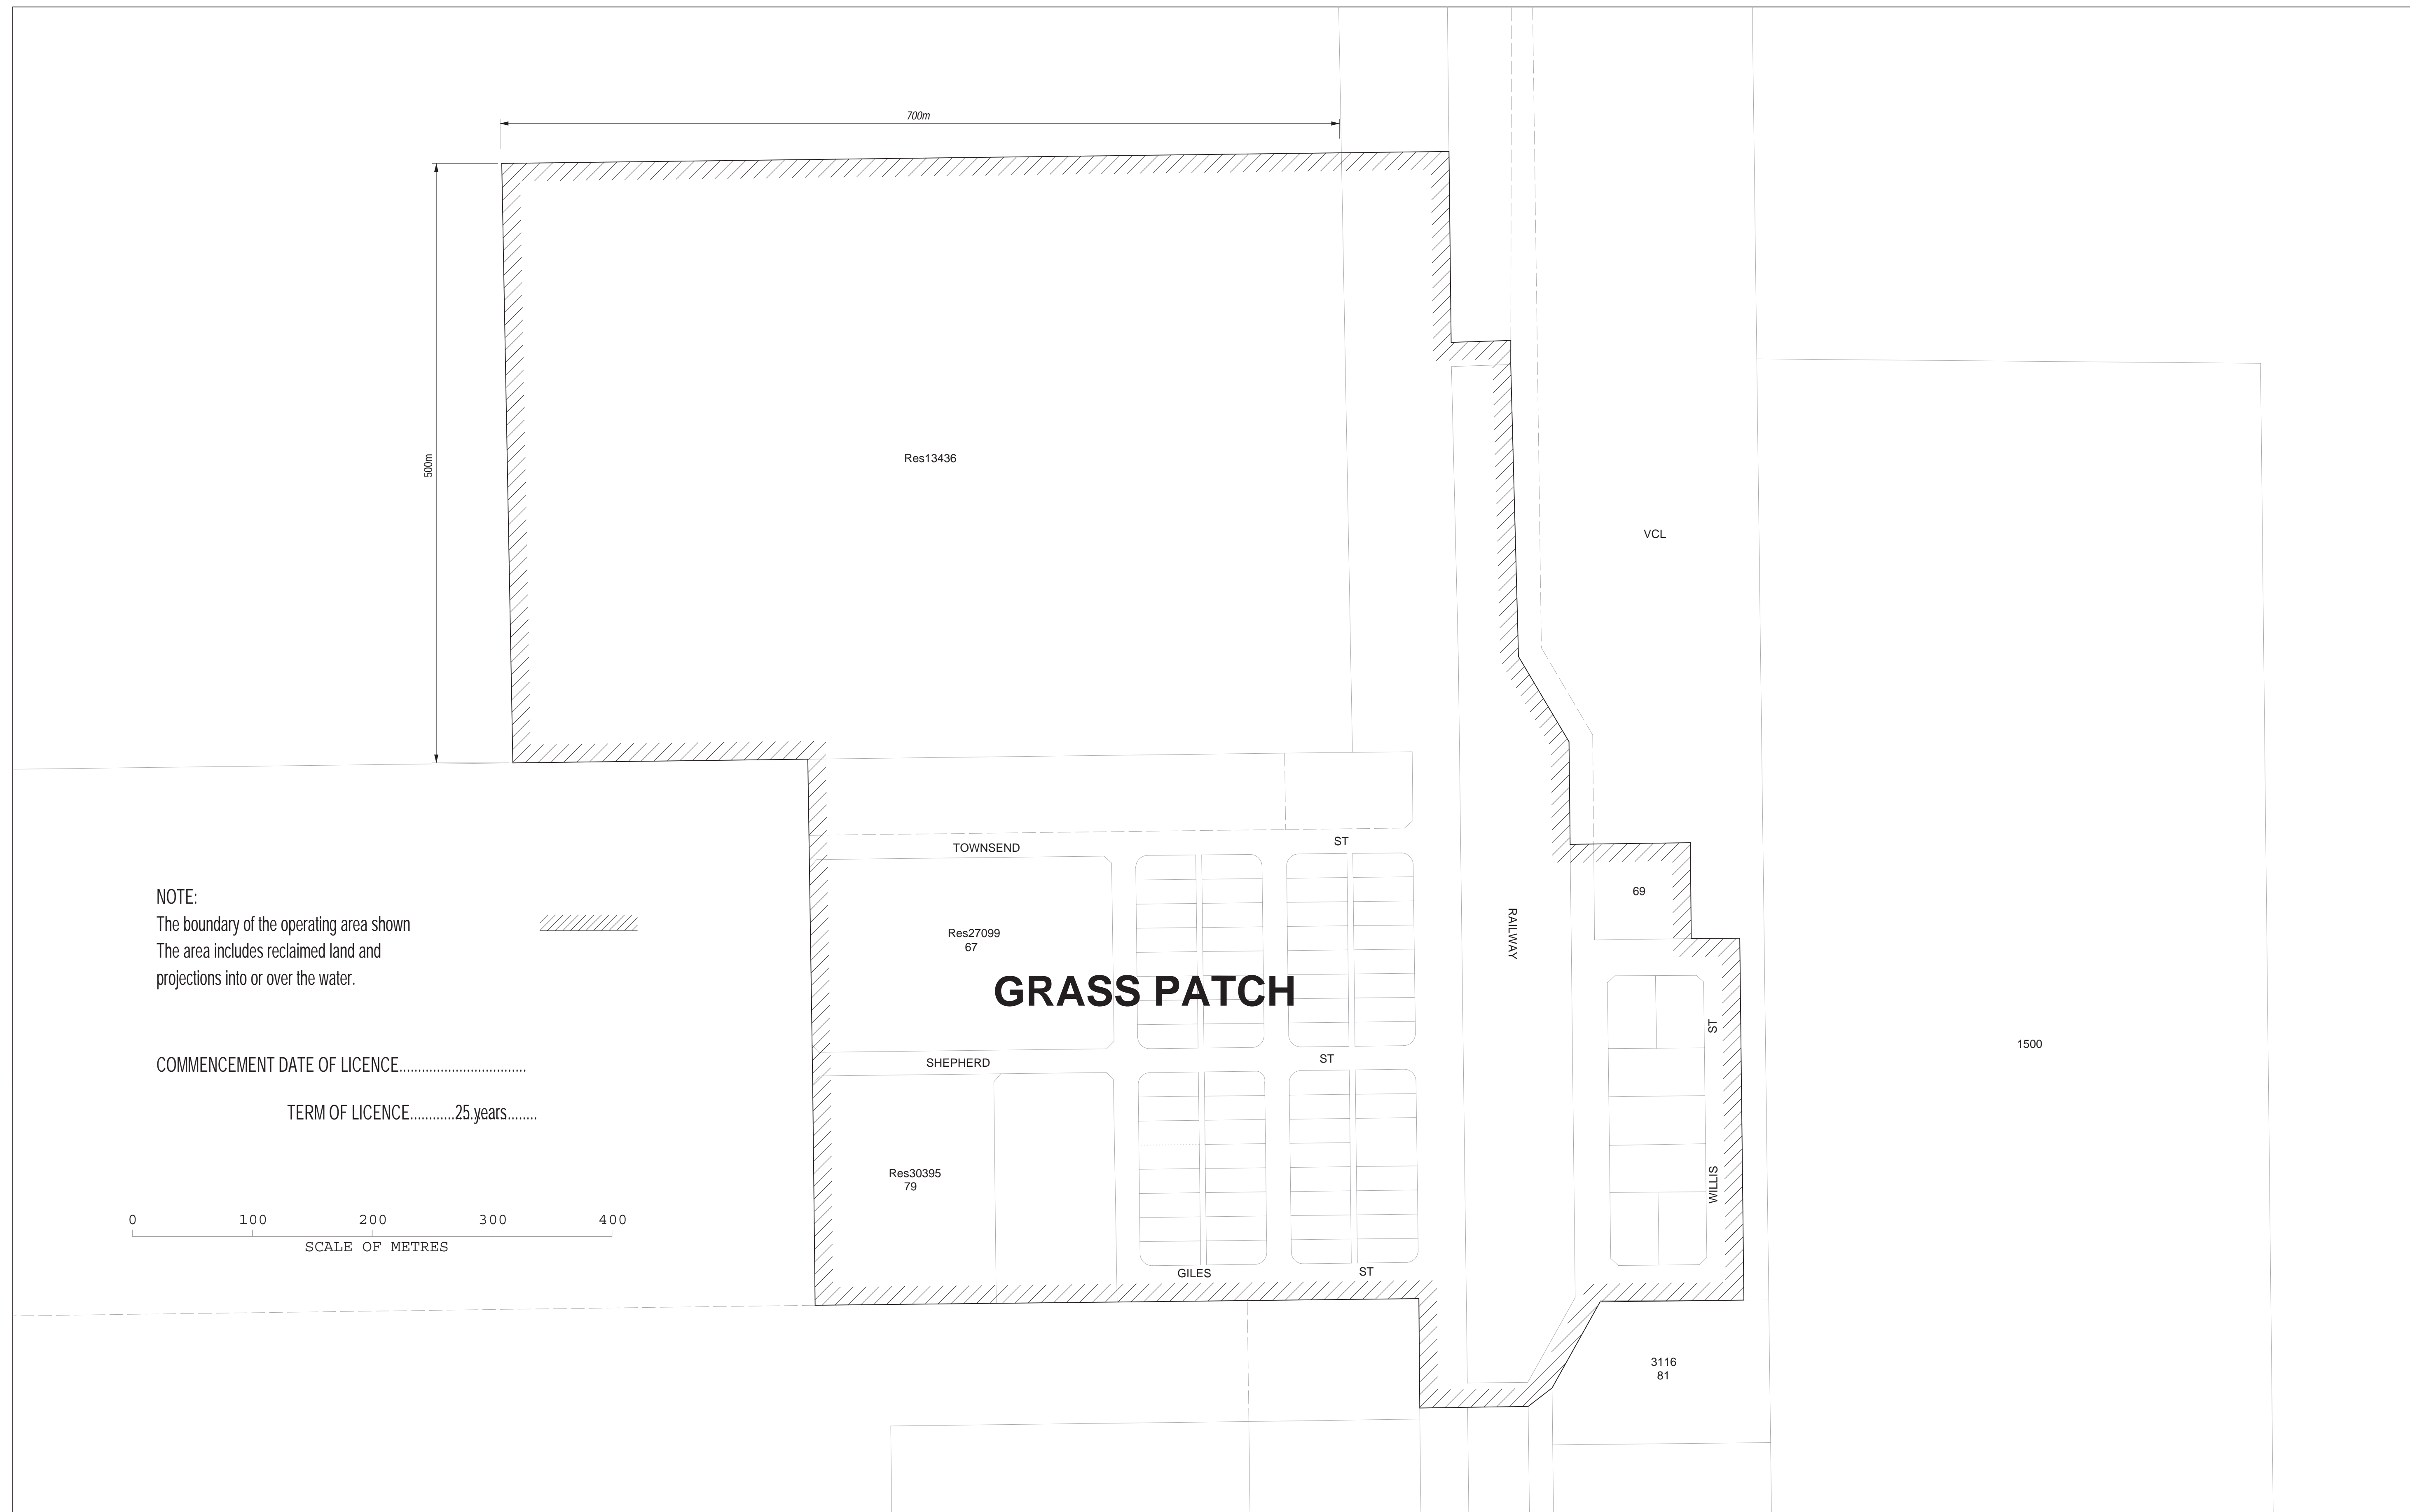 700m
500m
Res13436
VCL
TOWNSEND ST
69
RAILWAY
Res27099
67
GRASS PATCH
NOTE:
The boundary of the operating area shown
The area includes reclaimed land and
projections into or over the water.
ST
1500
SHEPHERD ST
COMMENCEMENT DATE OF LICENCE..................................
TERM OF LICENCE............25 years........
Res30395
79
WILLIS
0 100 200 300 400
SCALE OF METRES
GILES ST
3116
81